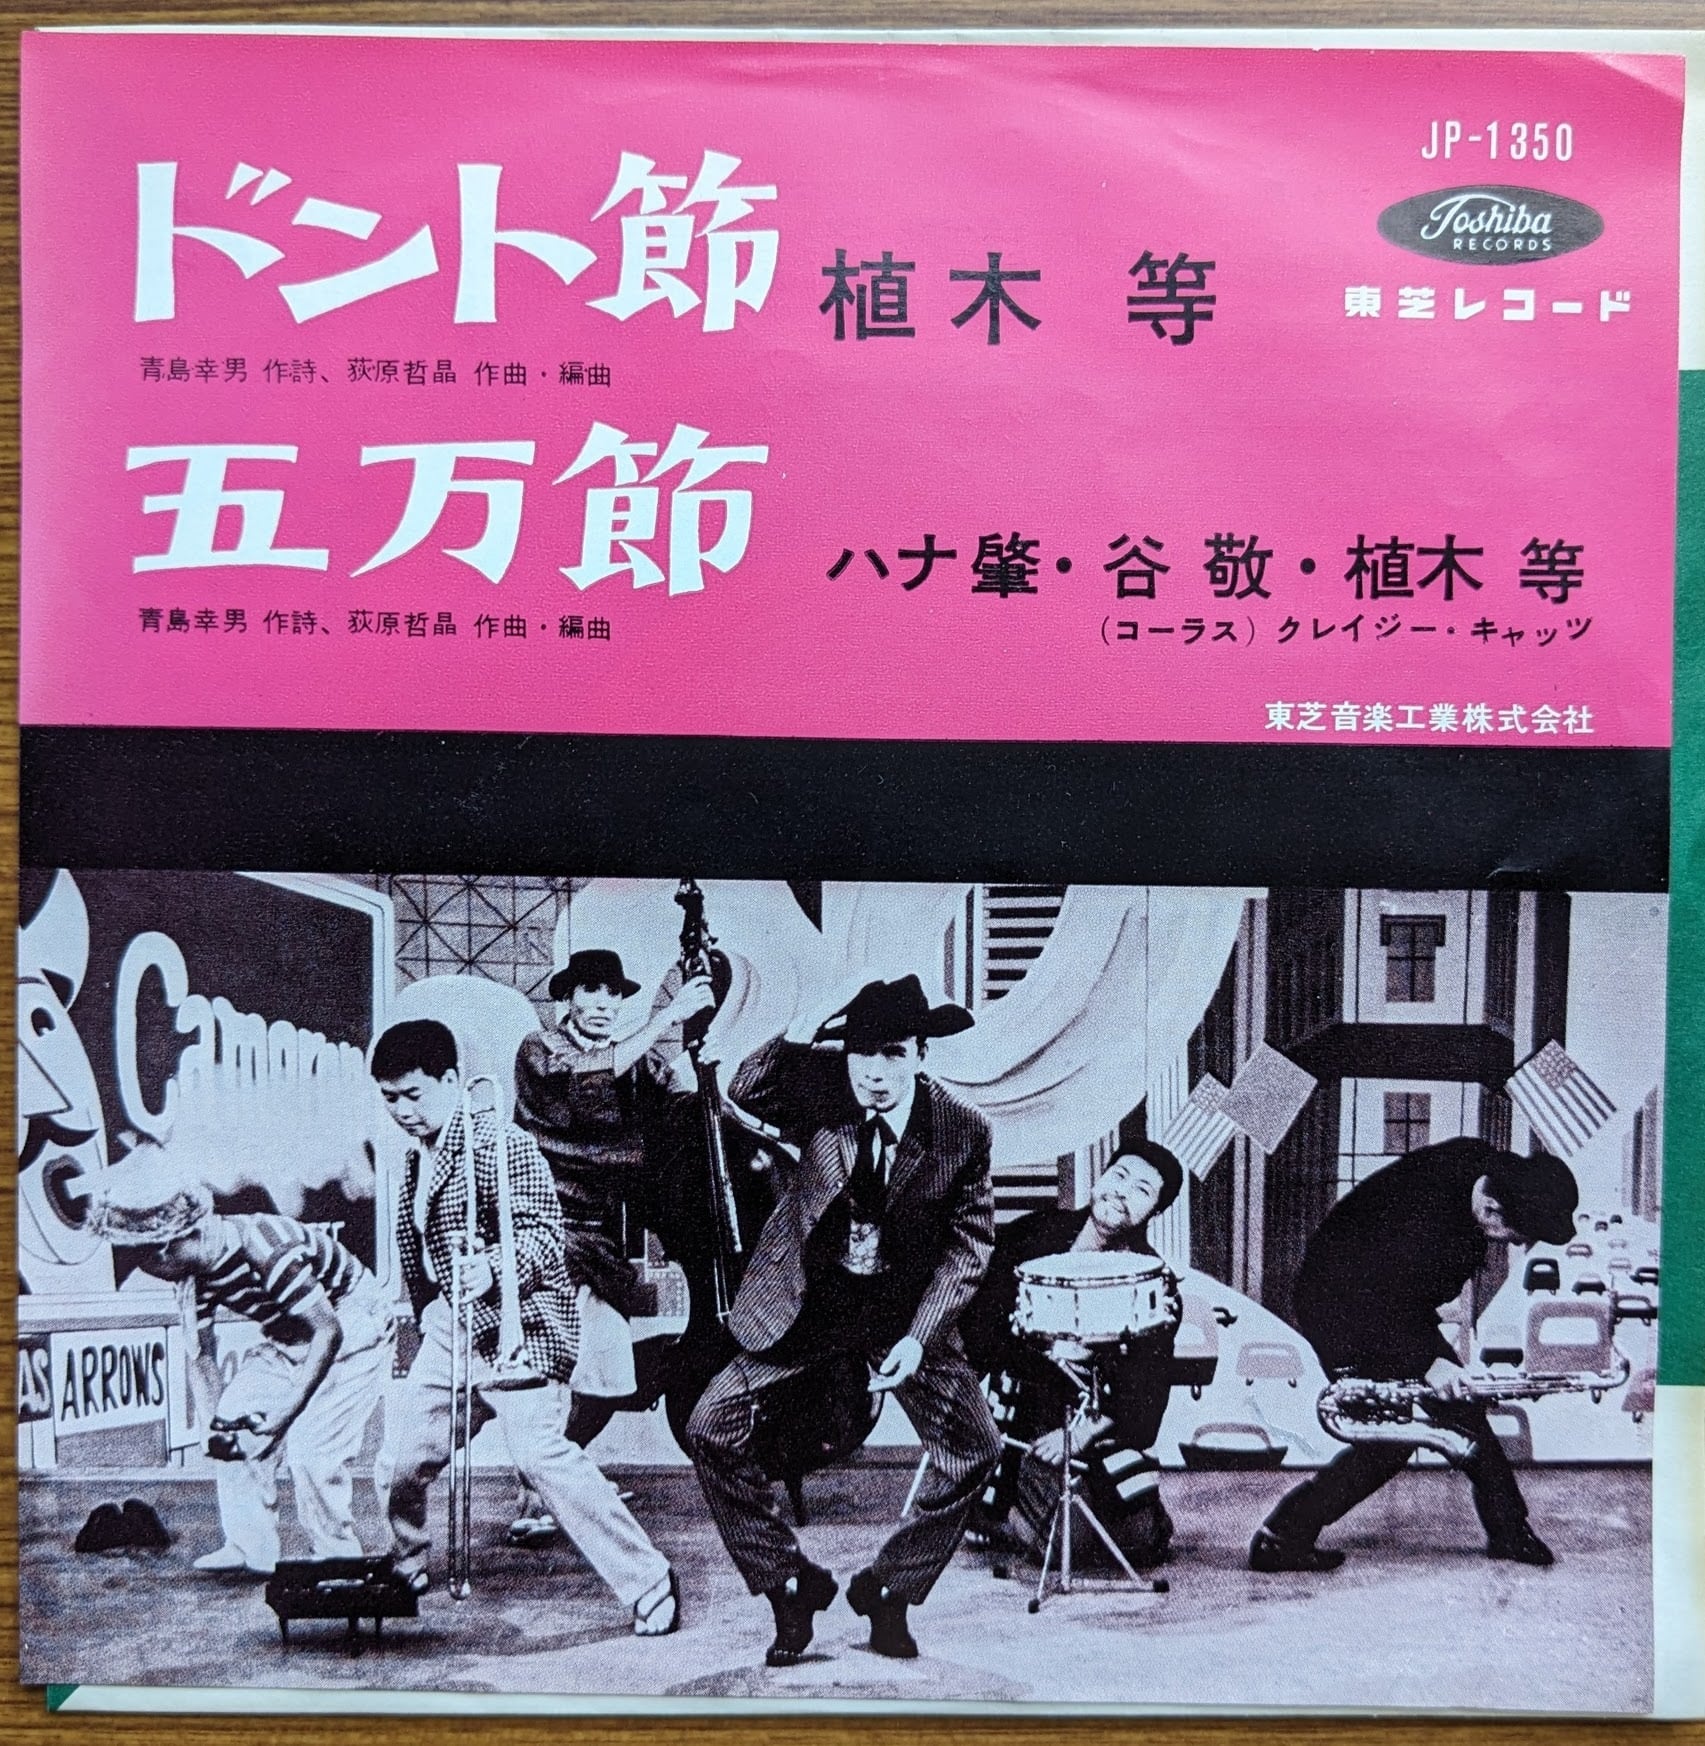 JP-1350
Toshiba
RECORDS
東芝レコード
ドント節
植木 等
青島幸男 作詩、萩原哲晶 作曲・編曲
五万節
ハナ肇・谷 敬・植木 等
(コーラス) クレイジー・キャッツ
青島幸男 作詩、萩原哲晶 作曲・編曲
東芝音楽工業株式会社
AS
ARROWS